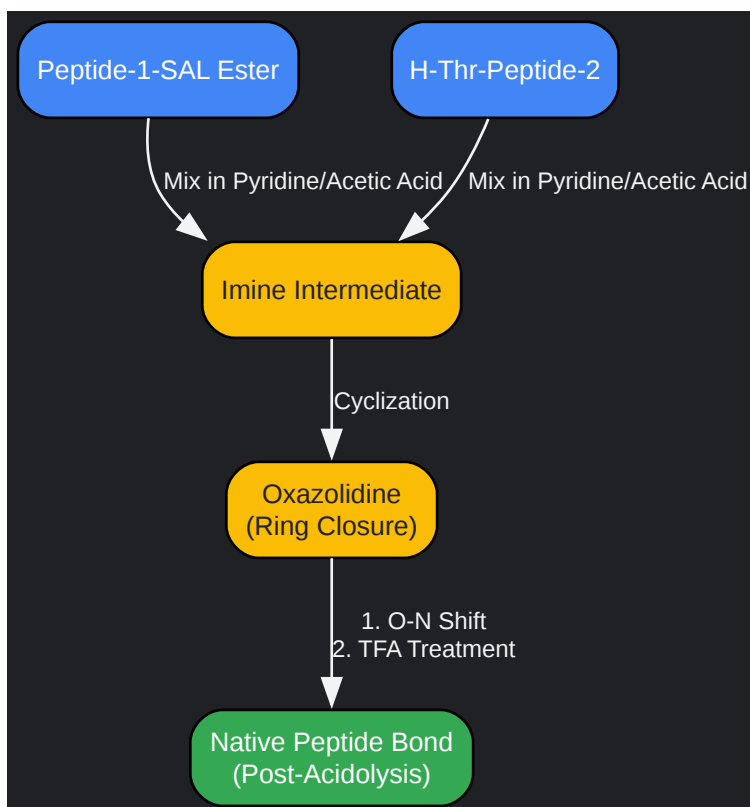 Peptide-1-SAL Ester
H-Thr-Peptide-2
Mix in Pyridine/Acetic Acid
Mix in Pyridine/Acetic Acid
Imine Intermediate
Cyclization
Oxazolidine
(Ring Closure)
1. O-N Shift
2. TFA Treatment
Native Peptide Bond
(Post-Acidolysis)